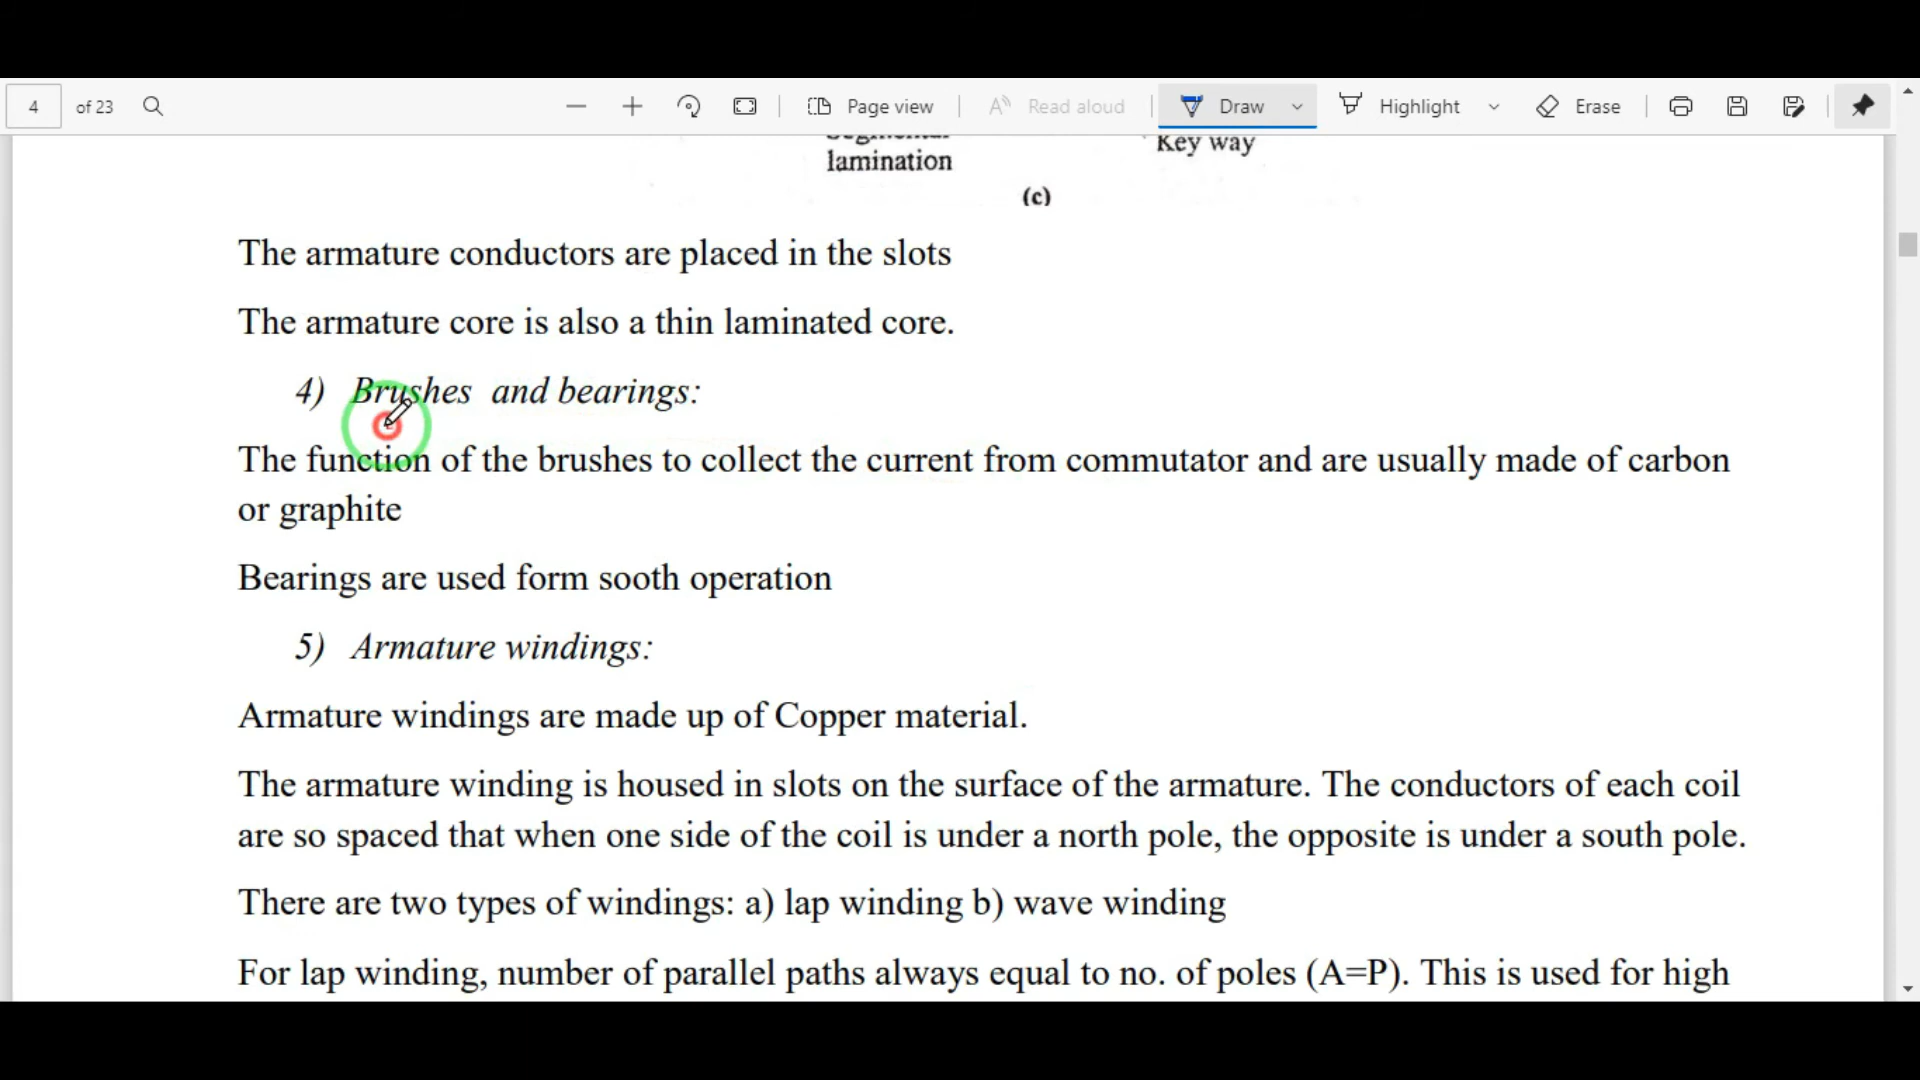 4 of 23 Page view Read aloud Draw Highlight Erase
lamination Key way
(c)
The armature conductors are placed in the slots
The armature core is also a thin laminated core.
4) Brushes and bearings:
The function of the brushes to collect the current from commutator and are usually made of carbon
or graphite
Bearings are used form sooth operation
5) Armature windings:
Armature windings are made up of Copper material.
The armature winding is housed in slots on the surface of the armature. The conductors of each coil
are so spaced that when one side of the coil is under a north pole, the opposite is under a south pole.
There are two types of windings: a) lap winding b) wave winding
For lap winding, number of parallel paths always equal to no. of poles (A=P). This is used for high